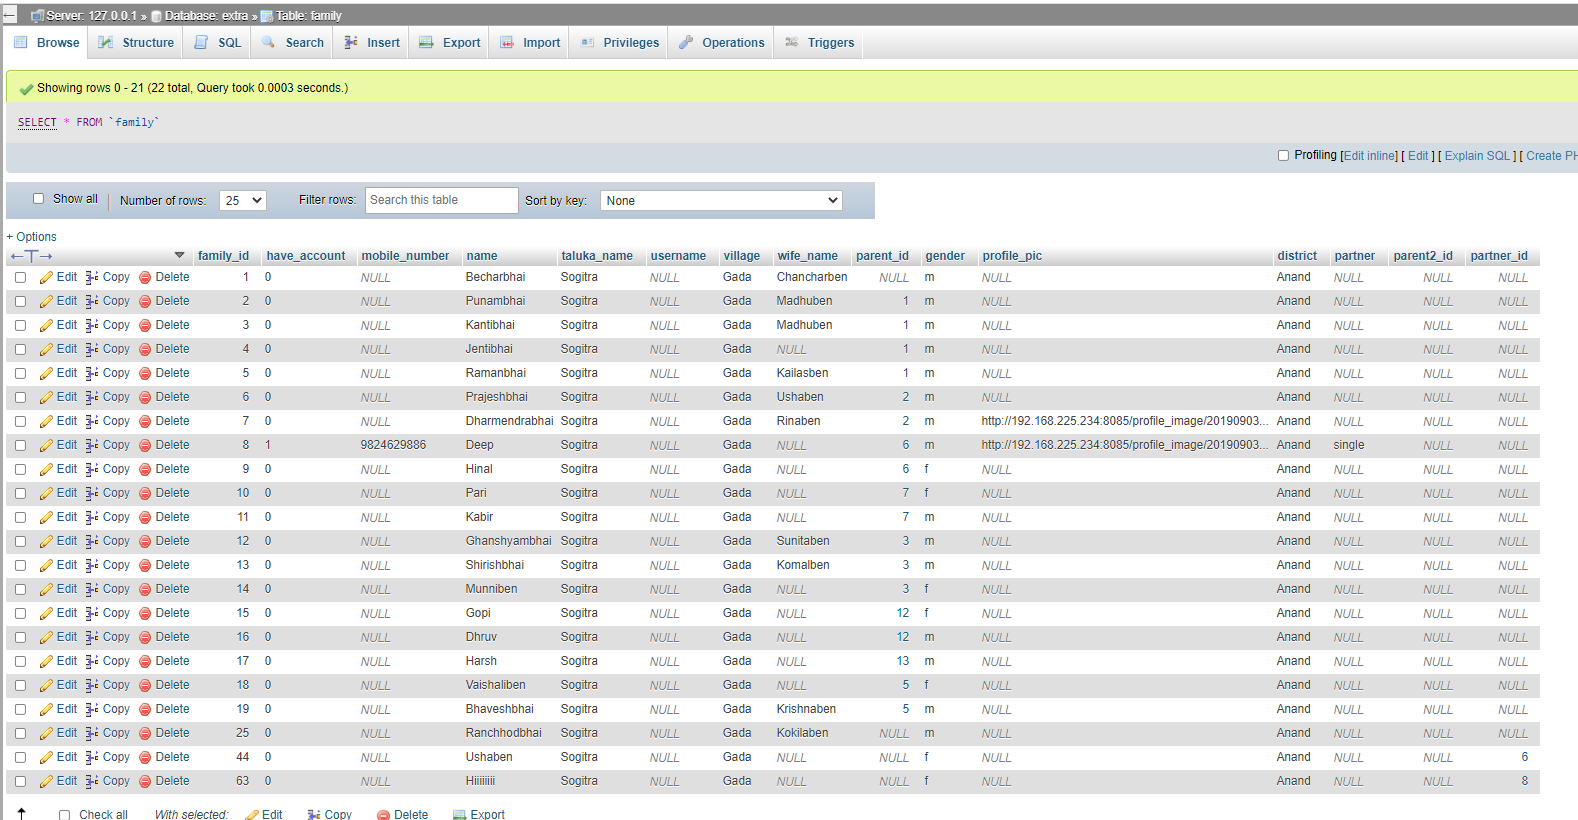 Server: 127.0.0.1 » Database: extra » Table: family
Browse Structure SQL Search Insert Export Import Privileges Operations Triggers
Showing rows 0 - 21 (22 total, Query took 0.0003 seconds.)
SELECT * FROM `family`
Profiling [Edit inline] [ Edit ] [ Explain SQL ] [ Create PH
Show all Number of rows: 25 Filter rows: Search this table Sort by key: None
+ Options
←T→ family_id have_account mobile_number name taluka_name username village wife_name parent_id gender profile_pic district partner parent2_id partner_id
Edit Copy Delete 1 0 NULL Becharbhai Sogitra NULL Gada Chancharben NULL m NULL Anand NULL NULL NULL
Edit Copy Delete 2 0 NULL Punambhai Sogitra NULL Gada Madhuben 1 m NULL Anand NULL NULL NULL
Edit Copy Delete 3 0 NULL Kantibhai Sogitra NULL Gada Madhuben 1 m NULL Anand NULL NULL NULL
Edit Copy Delete 4 0 NULL Jentibhai Sogitra NULL Gada NULL 1 m NULL Anand NULL NULL NULL
Edit Copy Delete 5 0 NULL Ramanbhai Sogitra NULL Gada Kailasben 1 m NULL Anand NULL NULL NULL
Edit Copy Delete 6 0 NULL Prajeshbhai Sogitra NULL Gada Ushaben 2 m NULL Anand NULL NULL NULL
Edit Copy Delete 7 0 NULL Dharmendrabhai Sogitra NULL Gada Rinaben 2 m http://192.168.225.234:8085/profile_image/20190903... Anand NULL NULL NULL
Edit Copy Delete 8 1 9824629886 Deep Sogitra NULL Gada NULL 6 m http://192.168.225.234:8085/profile_image/20190903... Anand single NULL NULL
Edit Copy Delete 9 0 NULL Hinal Sogitra NULL Gada NULL 6 f NULL Anand NULL NULL NULL
Edit Copy Delete 10 0 NULL Pari Sogitra NULL Gada NULL 7 f NULL Anand NULL NULL NULL
Edit Copy Delete 11 0 NULL Kabir Sogitra NULL Gada NULL 7 m NULL Anand NULL NULL NULL
Edit Copy Delete 12 0 NULL Ghanshyambhai Sogitra NULL Gada Sunitaben 3 m NULL Anand NULL NULL NULL
Edit Copy Delete 13 0 NULL Shirishbhai Sogitra NULL Gada Komalben 3 m NULL Anand NULL NULL NULL
Edit Copy Delete 14 0 NULL Munniben Sogitra NULL Gada NULL 3 f NULL Anand NULL NULL NULL
Edit Copy Delete 15 0 NULL Gopi Sogitra NULL Gada NULL 12 f NULL Anand NULL NULL NULL
Edit Copy Delete 16 0 NULL Dhruv Sogitra NULL Gada NULL 12 m NULL Anand NULL NULL NULL
Edit Copy Delete 17 0 NULL Harsh Sogitra NULL Gada NULL 13 m NULL Anand NULL NULL NULL
Edit Copy Delete 18 0 NULL Vaishaliben Sogitra NULL Gada NULL 5 f NULL Anand NULL NULL NULL
Edit Copy Delete 19 0 NULL Bhaveshbhai Sogitra NULL Gada Krishnaben 5 m NULL Anand NULL NULL NULL
Edit Copy Delete 25 0 NULL Ranchhodbhai Sogitra NULL Gada Kokilaben NULL m NULL Anand NULL NULL NULL
Edit Copy Delete 44 0 NULL Ushaben Sogitra NULL Gada NULL NULL f NULL Anand NULL NULL 6
Edit Copy Delete 63 0 NULL Hiiiiiiii Sogitra NULL Gada NULL NULL f NULL Anand NULL NULL 8
Check all With selected: Edit Copy Delete Export